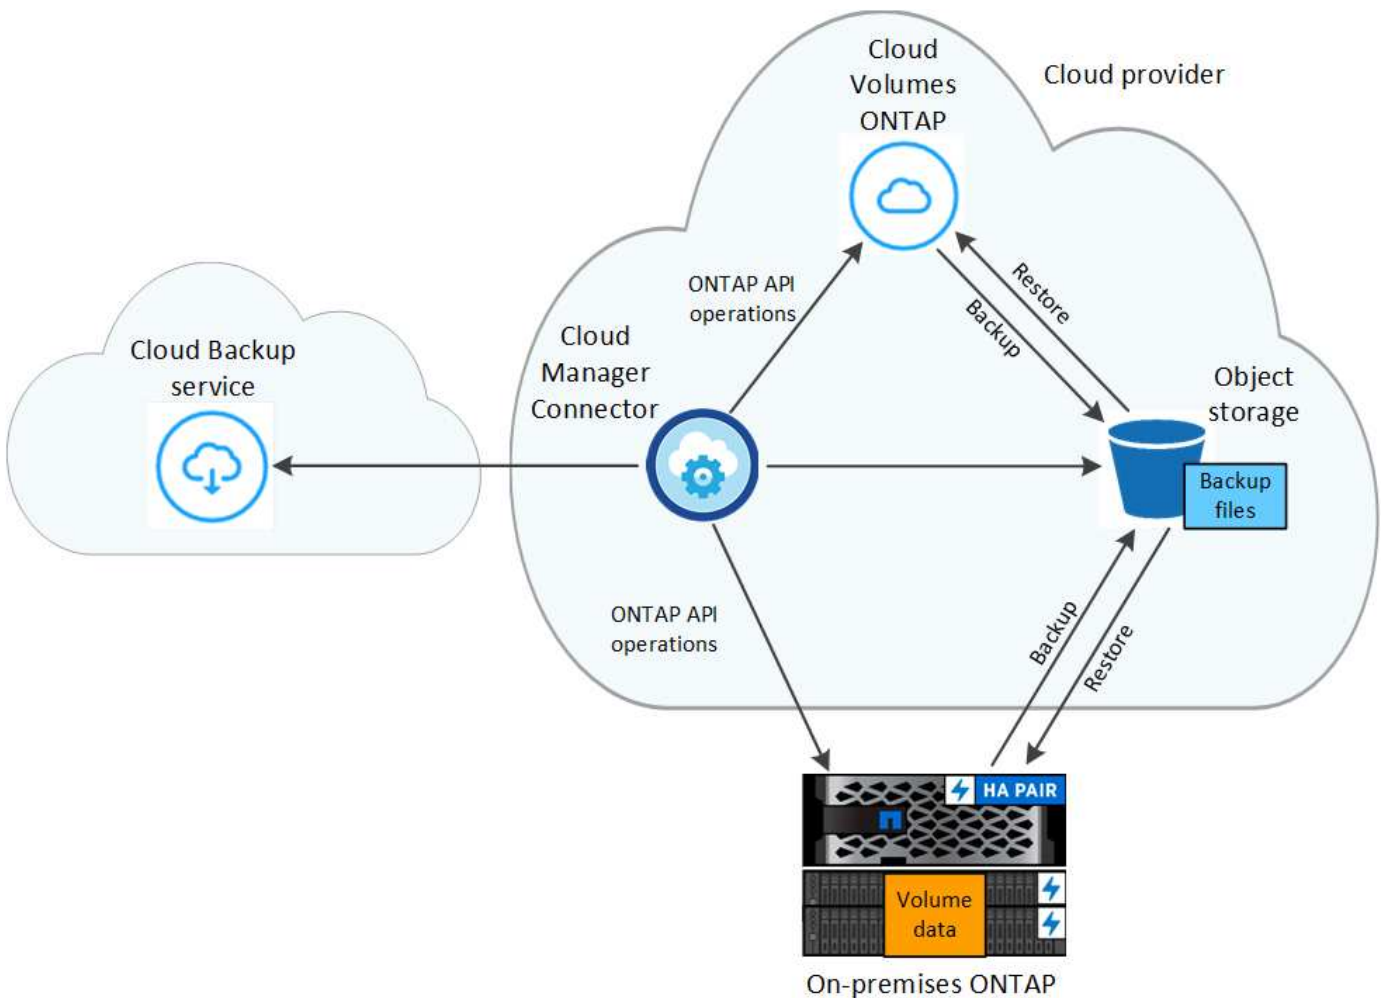 Cloud
Volumes
ONTAP
Cloud provider
ONTAP API
operations
Restore
Backup
Cloud
Manager
Connector
Cloud Backup
service
Object
storage
Backup
files
ONTAP API
operations
Backup
Restore
HA PAIR
Volume
data
On-premises ONTAP